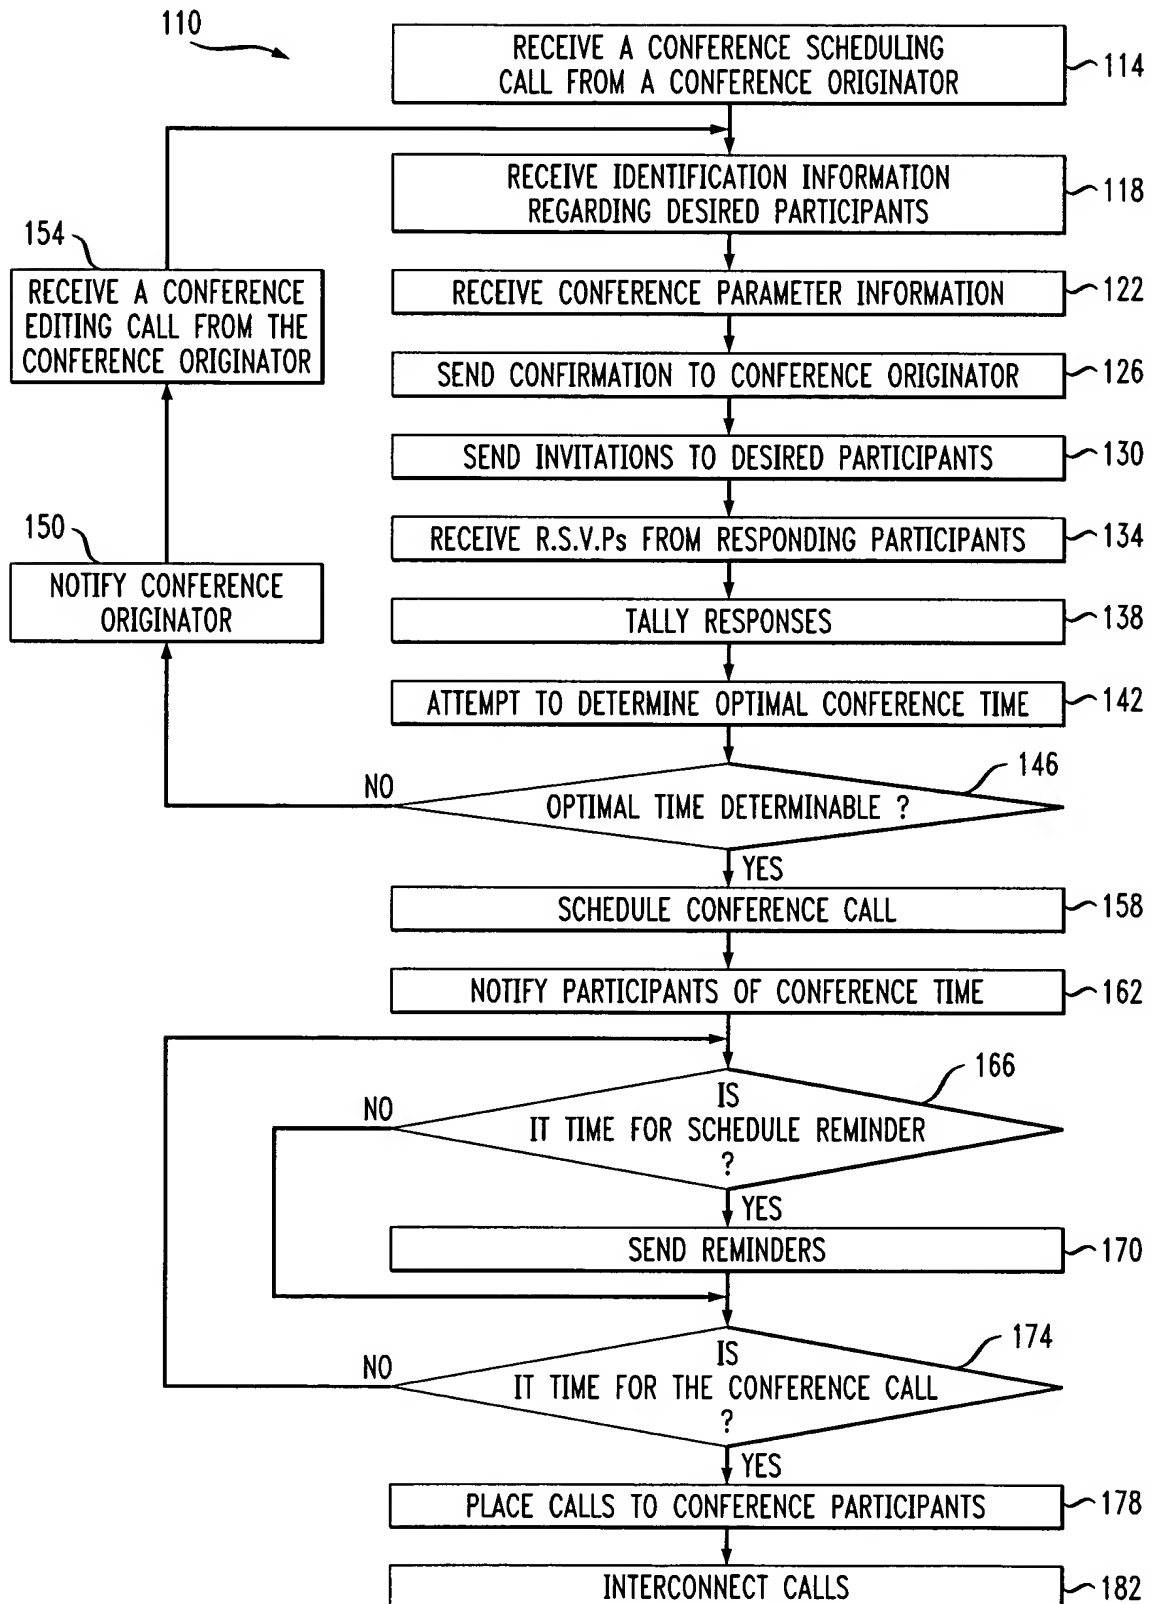 110
RECEIVE A CONFERENCE SCHEDULING
CALL FROM A CONFERENCE ORIGINATOR
114
RECEIVE IDENTIFICATION INFORMATION
REGARDING DESIRED PARTICIPANTS
118
154
RECEIVE A CONFERENCE
EDITING CALL FROM THE
CONFERENCE ORIGINATOR
RECEIVE CONFERENCE PARAMETER INFORMATION
122
SEND CONFIRMATION TO CONFERENCE ORIGINATOR
126
SEND INVITATIONS TO DESIRED PARTICIPANTS
130
150
NOTIFY CONFERENCE
ORIGINATOR
RECEIVE R.S.V.Ps FROM RESPONDING PARTICIPANTS
134
TALLY RESPONSES
138
ATTEMPT TO DETERMINE OPTIMAL CONFERENCE TIME
142
146
NO
OPTIMAL TIME DETERMINABLE ?
YES
SCHEDULE CONFERENCE CALL
158
NOTIFY PARTICIPANTS OF CONFERENCE TIME
162
166
NO
IS
IT TIME FOR SCHEDULE REMINDER
?
YES
SEND REMINDERS
170
174
NO
IS
IT TIME FOR THE CONFERENCE CALL
?
YES
PLACE CALLS TO CONFERENCE PARTICIPANTS
178
INTERCONNECT CALLS
182